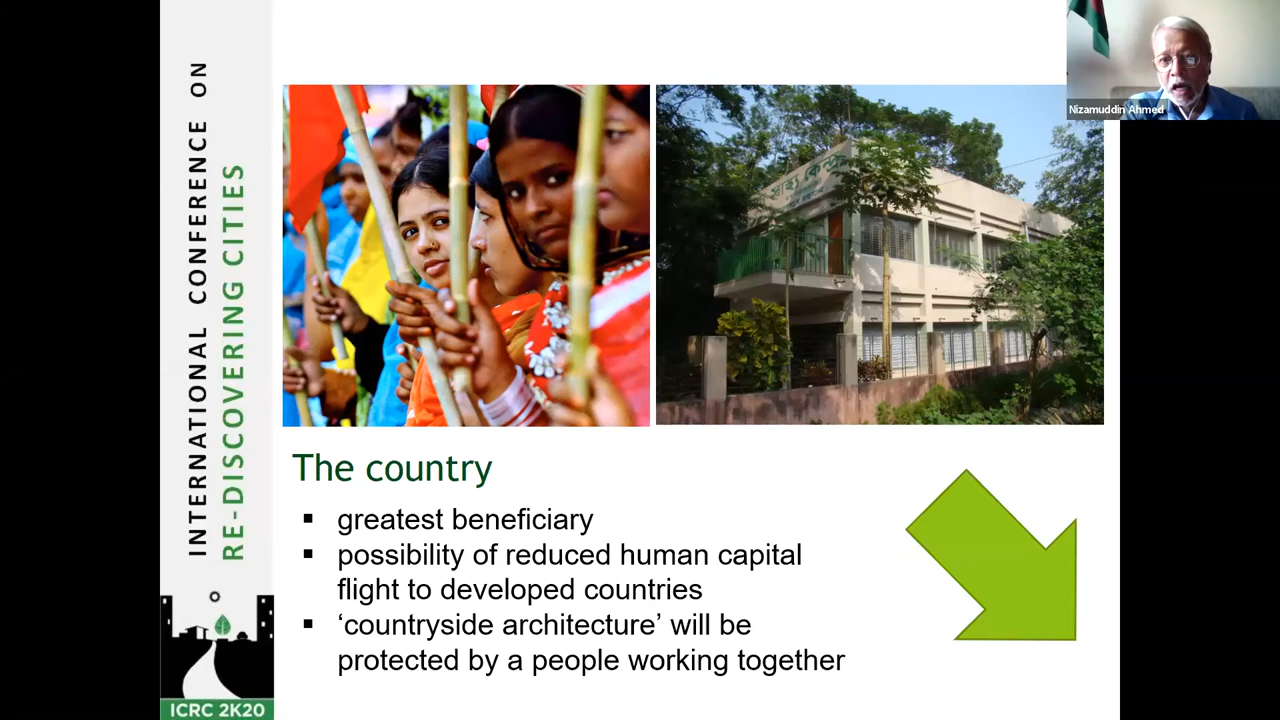 INTERNATIONAL CONFERENCE ON
RE-DISCOVERING CITIES
ICRC 2K20
Nizamuddin Ahmed
স্বাস্থ্য কেন্দ্র
The country
▪ greatest beneficiary
▪ possibility of reduced human capital
flight to developed countries
▪ ‘countryside architecture’ will be
protected by a people working together